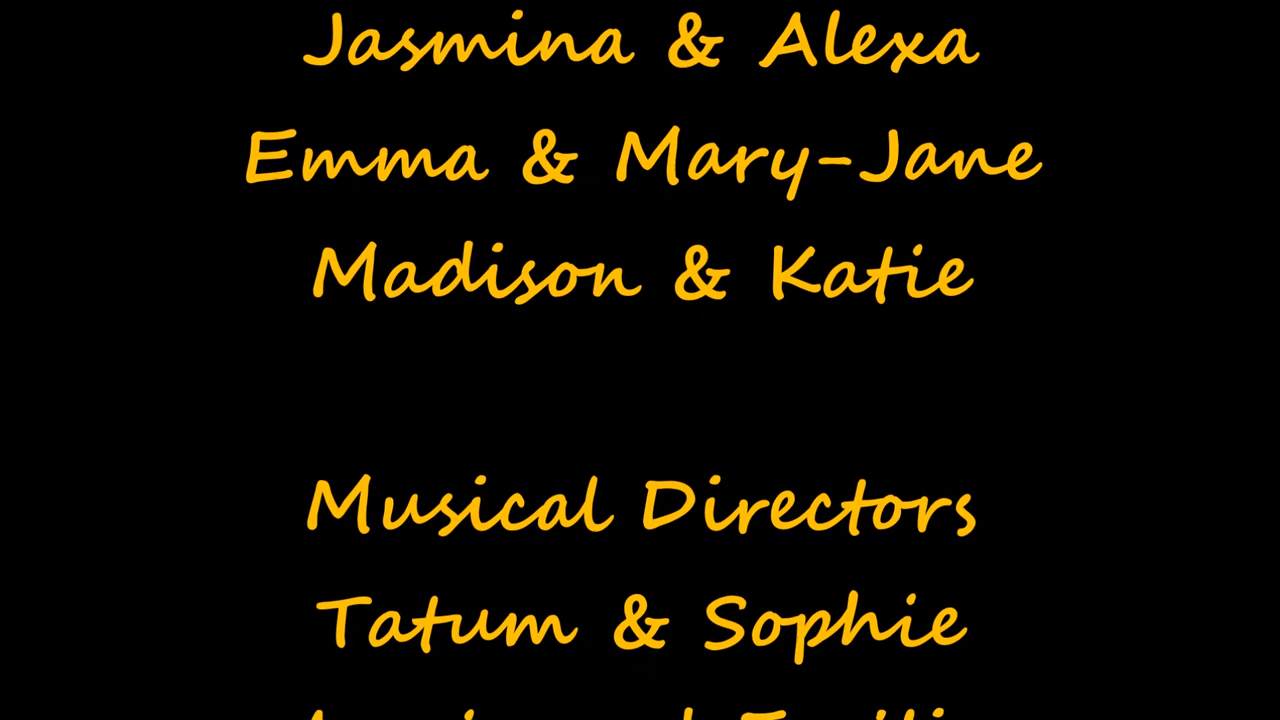 Jasmina & Alexa
Emma & Mary-Jane
Madison & Katie
Musical Directors
Tatum & Sophie